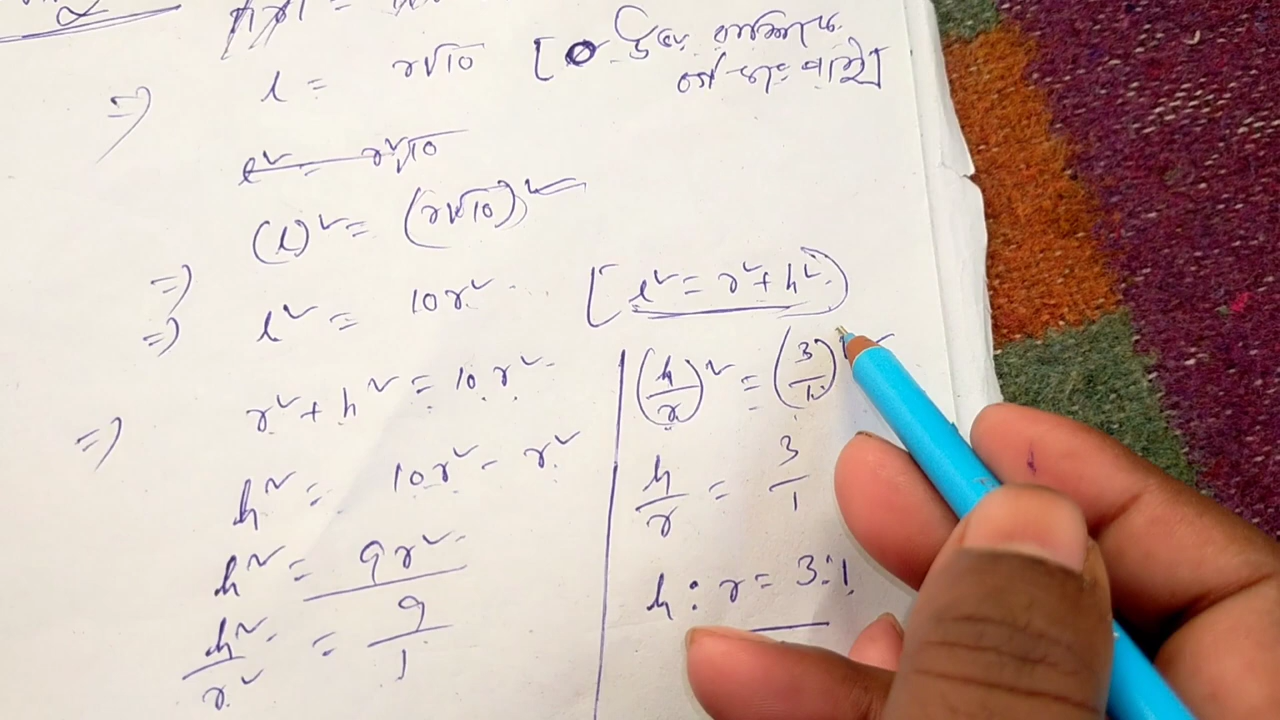 ⇒ l = r√10 [
l² = r²√10
(l)² = (r√10)²
⇒
⇒ l² = 10r² [l² = r² + h²)
r² + h² = 10r²
⇒
h² = 10r² - r²
h² = 9r²
h²/r² = 9/1
(h/r)² = (3/1)²
h/r = 3/1
h : r = 3:1